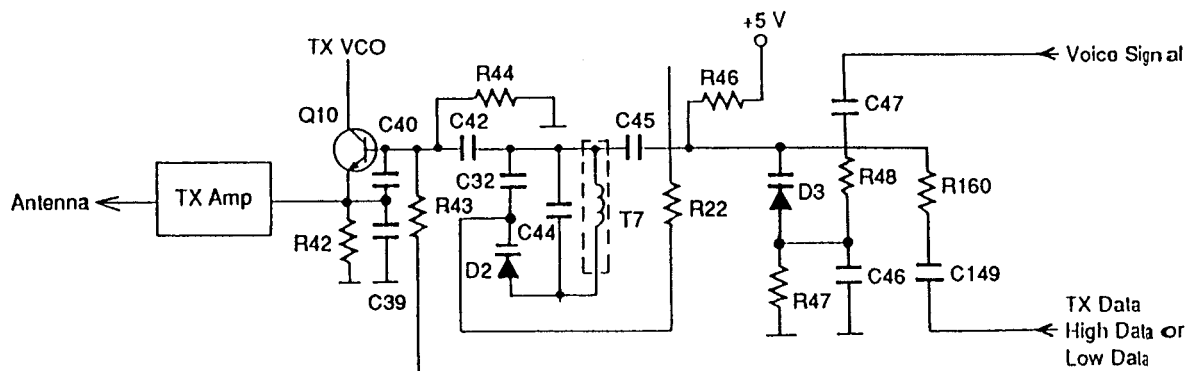 +5 V
TX VCO
Voico Signal
R44
R46
C47
Q10
C40
C42
C45
C32
D3
R48
R160
Antenna
TX Amp
R43
C44
T7
R22
R42
D2
C39
R47
C46
C149
TX Data
High Data or
Low Data